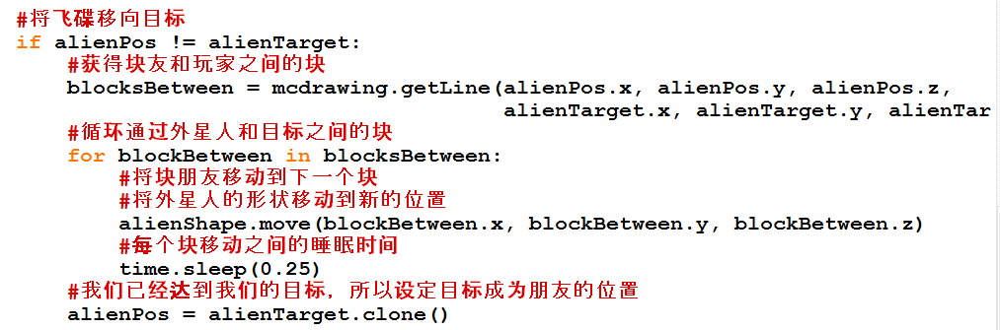 #将飞碟移向目标
if alienPos != alienTarget:
    #获得块友和玩家之间的块
    blocksBetween = mcdrawing.getLine(alienPos.x, alienPos.y, alienPos.z,
                                      alienTarget.x, alienTarget.y, alienTar
    #循环通过外星人和目标之间的块
    for blockBetween in blocksBetween:
        #将块朋友移动到下一个块
        #将外星人的形状移动到新的位置
        alienShape.move(blockBetween.x, blockBetween.y, blockBetween.z)
        #每个块移动之间的睡眠时间
        time.sleep(0.25)
    #我们已经达到我们的目标，所以设定目标成为朋友的位置
    alienPos = alienTarget.clone()